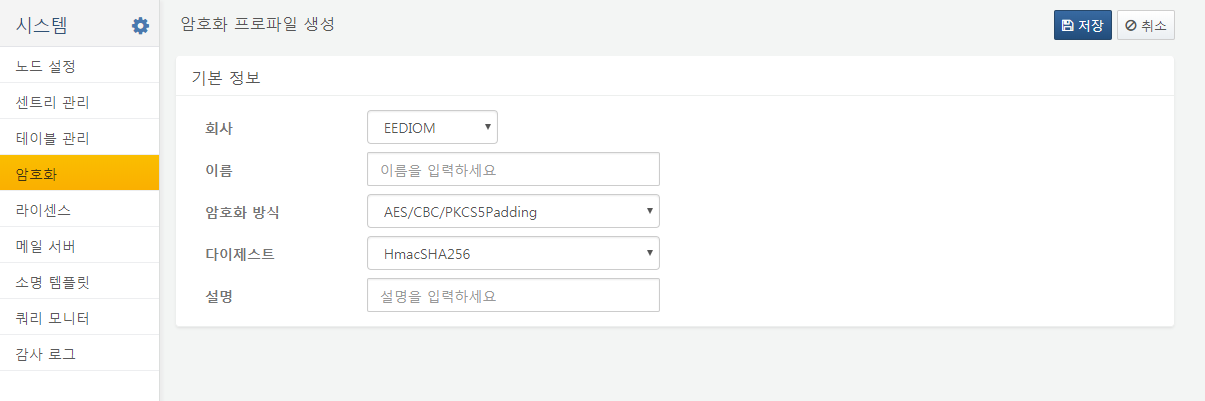 시스템
노드 설정
센트리 관리
테이블 관리
암호화
라이센스
메일 서버
소명 템플릿
쿼리 모니터
감사 로그
암호화 프로파일 생성
저장
취소
기본 정보
회사 EEDIOM
이름 이름을 입력하세요
암호화 방식 AES/CBC/PKCS5Padding
다이제스트 HmacSHA256
설명 설명을 입력하세요